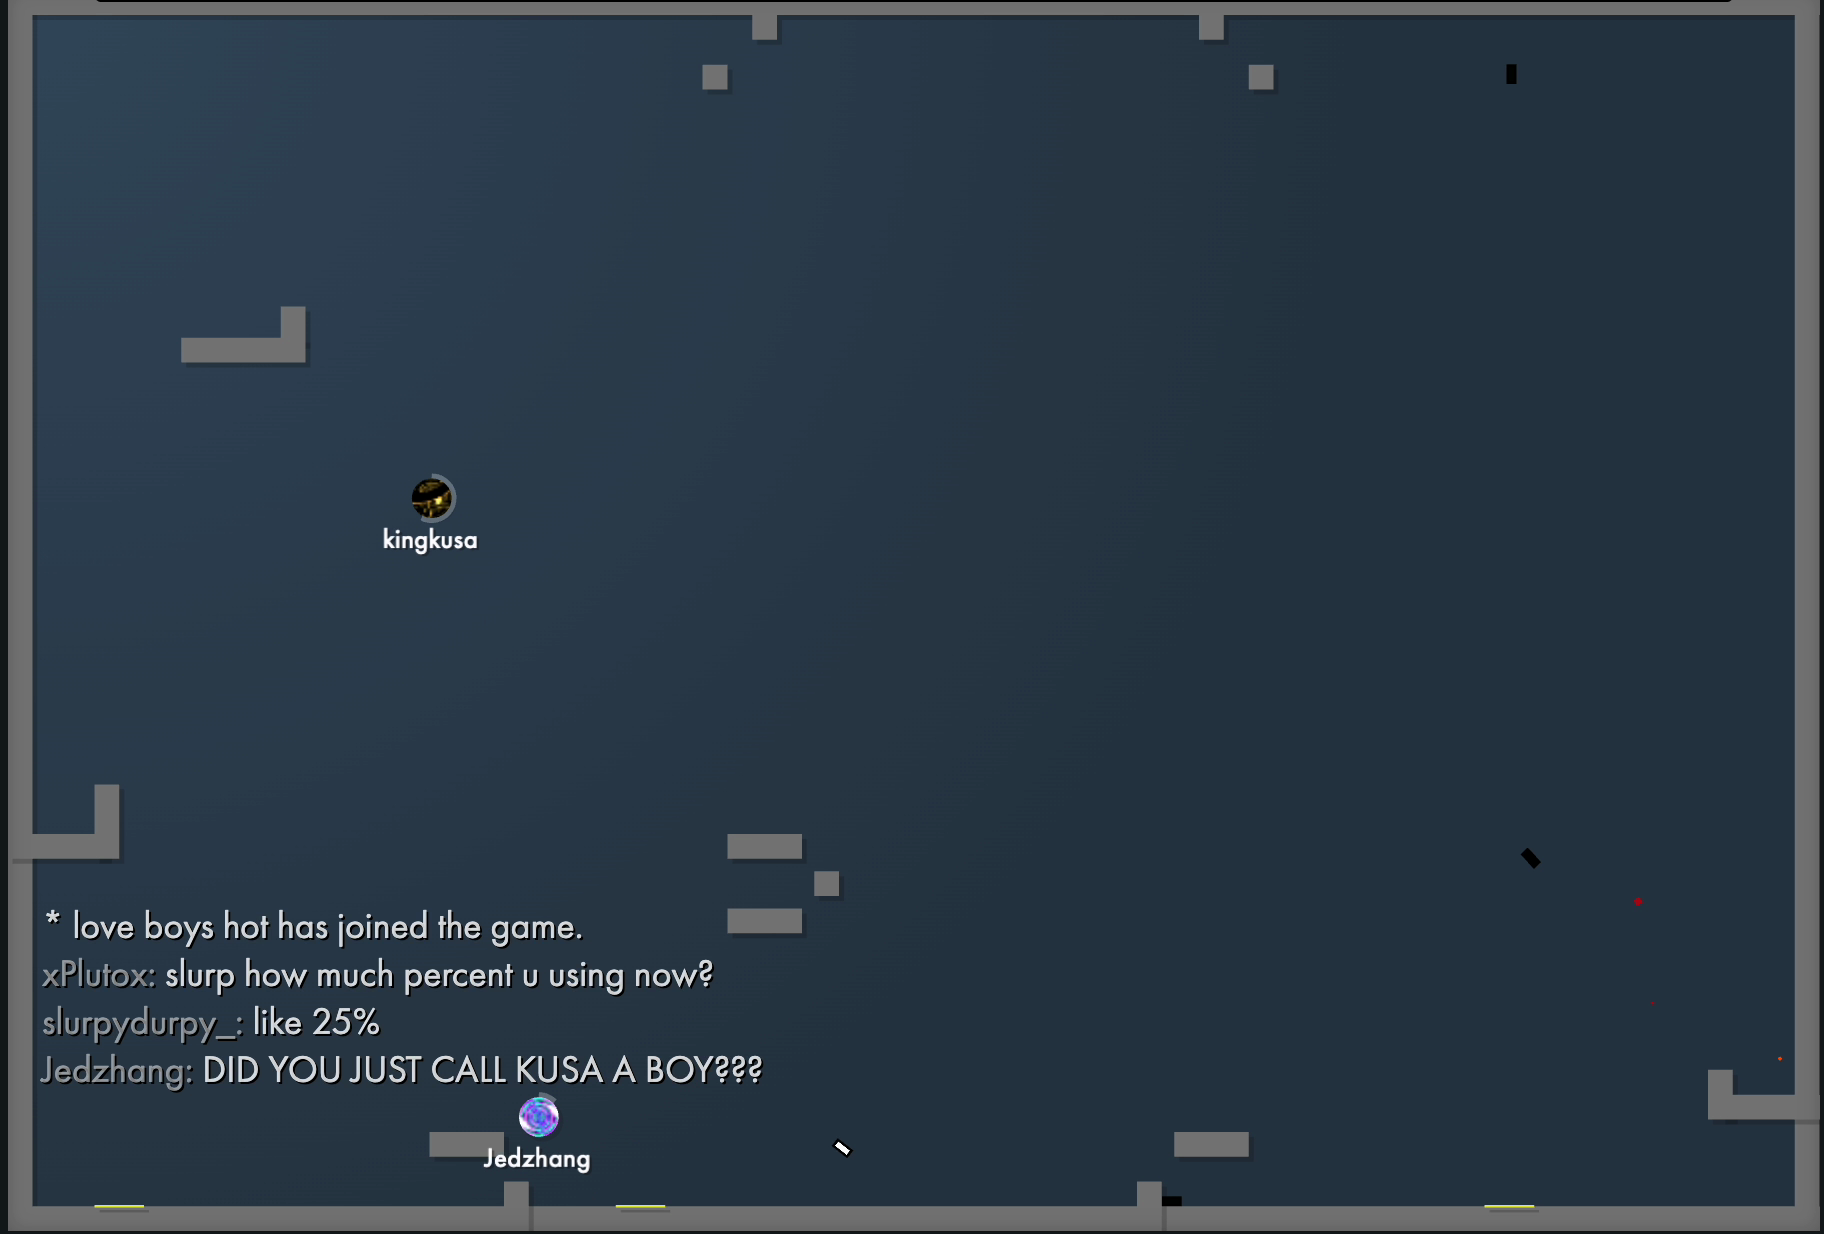 kingkusa
* love boys hot has joined the game.
xPlutox: slurp how much percent u using now?
slurpydurpy_: like 25%
Jedzhang: DID YOU JUST CALL KUSA A BOY???
Jedzhang